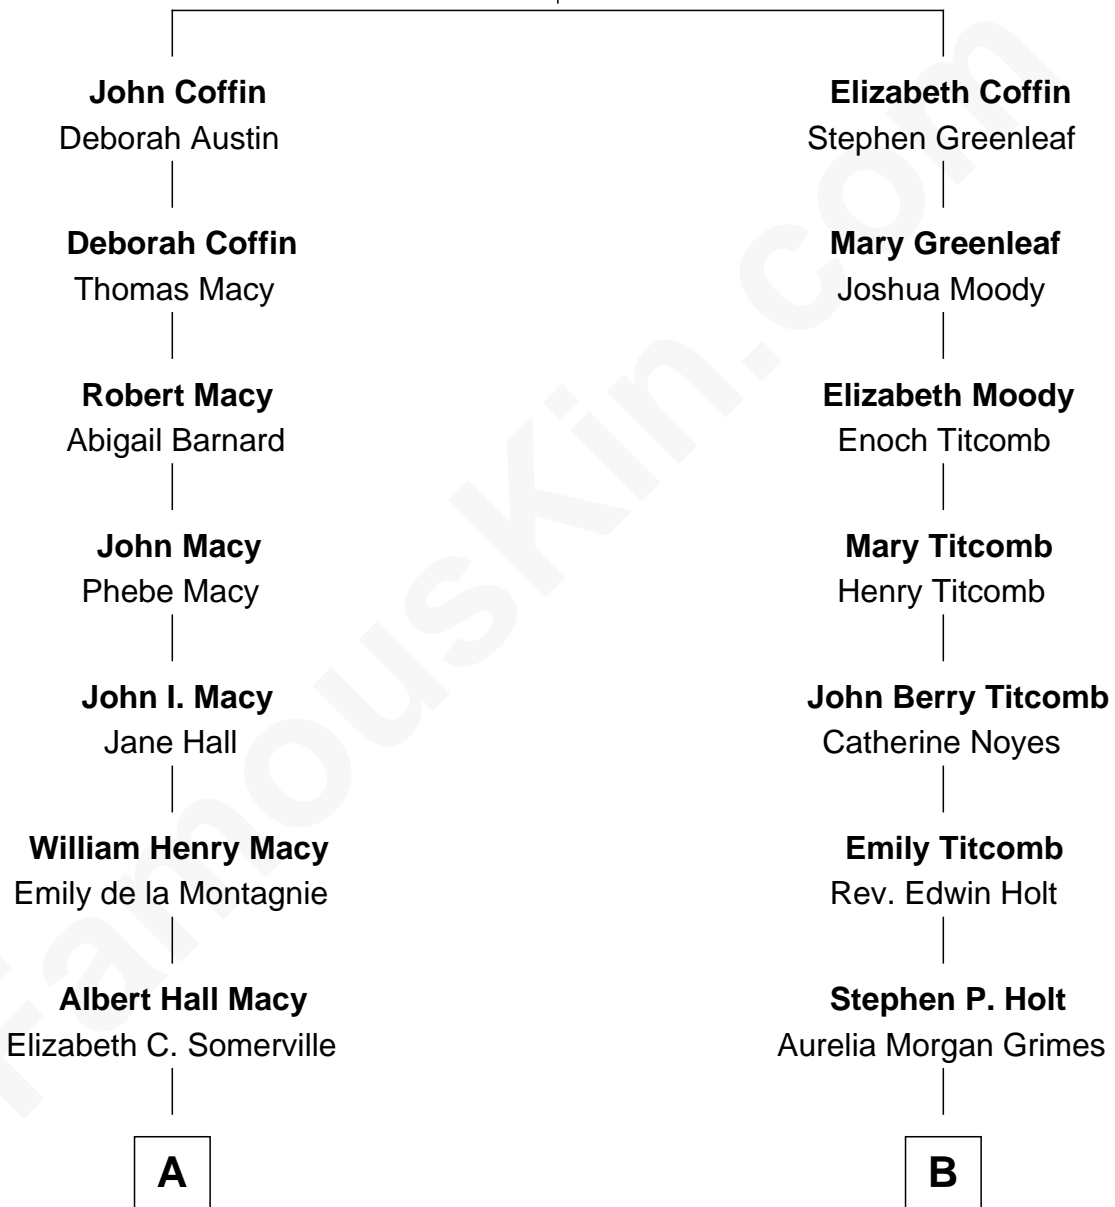 John Coffin
Deborah Austin
Deborah Coffin
Thomas Macy
Robert Macy
Abigail Barnard
John Macy
Phebe Macy
John I. Macy
Jane Hall
William Henry Macy
Emily de la Montagnie
Albert Hall Macy
Elizabeth C. Somerville
A
Elizabeth Coffin
Stephen Greenleaf
Mary Greenleaf
Joshua Moody
Elizabeth Moody
Enoch Titcomb
Mary Titcomb
Henry Titcomb
John Berry Titcomb
Catherine Noyes
Emily Titcomb
Rev. Edwin Holt
Stephen P. Holt
Aurelia Morgan Grimes
B
FamousKin.com